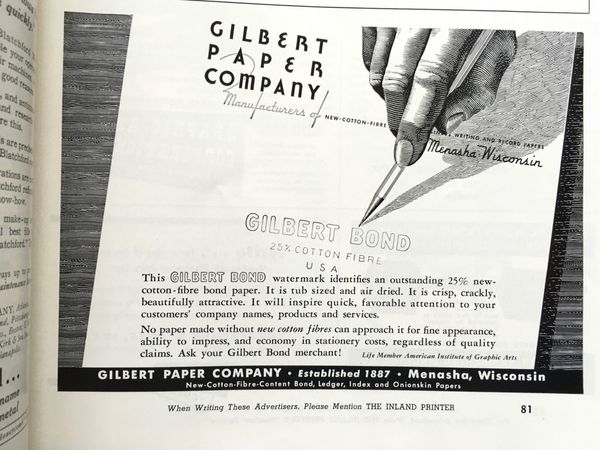 quickly
GILBERT
PAPER
COMPANY
Manufacturers of NEW-COTTON-FIBRE
WRITING AND RECORD PAPERS
Menasha-Wisconsin
GILBERT BOND
25% COTTON FIBRE
USA
This GILBERT BOND watermark identifies an outstanding 25% new-
cotton-fibre bond paper. It is tub sized and air dried. It is crisp, crackly,
beautifully attractive. It will inspire quick, favorable attention to your
customers' company names, products and services.
No paper made without new cotton fibres can approach it for fine appearance,
ability to impress, and economy in stationery costs, regardless of quality
claims. Ask your Gilbert Bond merchant! Life Member American Institute of Graphic Arts
GILBERT PAPER COMPANY • Established 1887 • Menasha, Wisconsin
New-Cotton-Fibre-Content Bond, Ledger, Index and Onionskin Papers
When Writing These Advertisers, Please Mention THE INLAND PRINTER 81